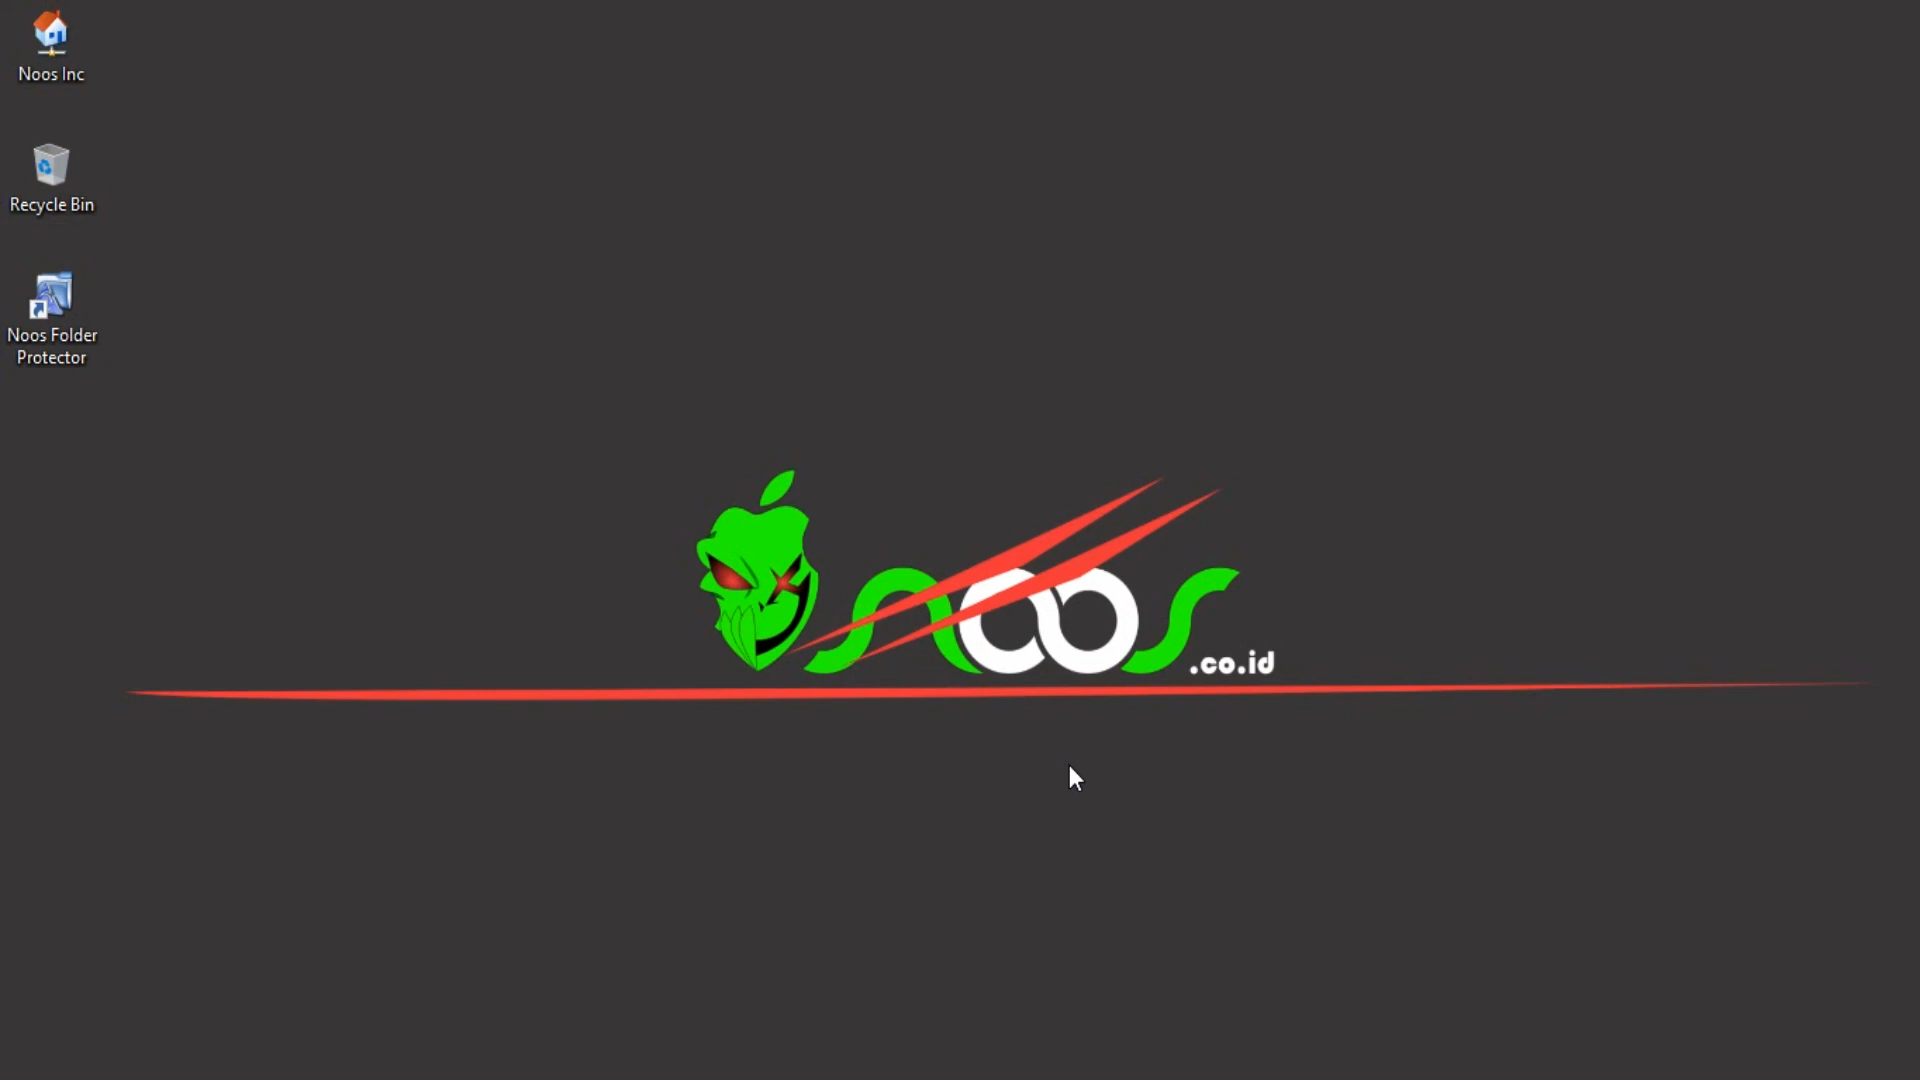 Noos Inc
Recycle Bin
Noos Folder
Protector
noos
.co.id